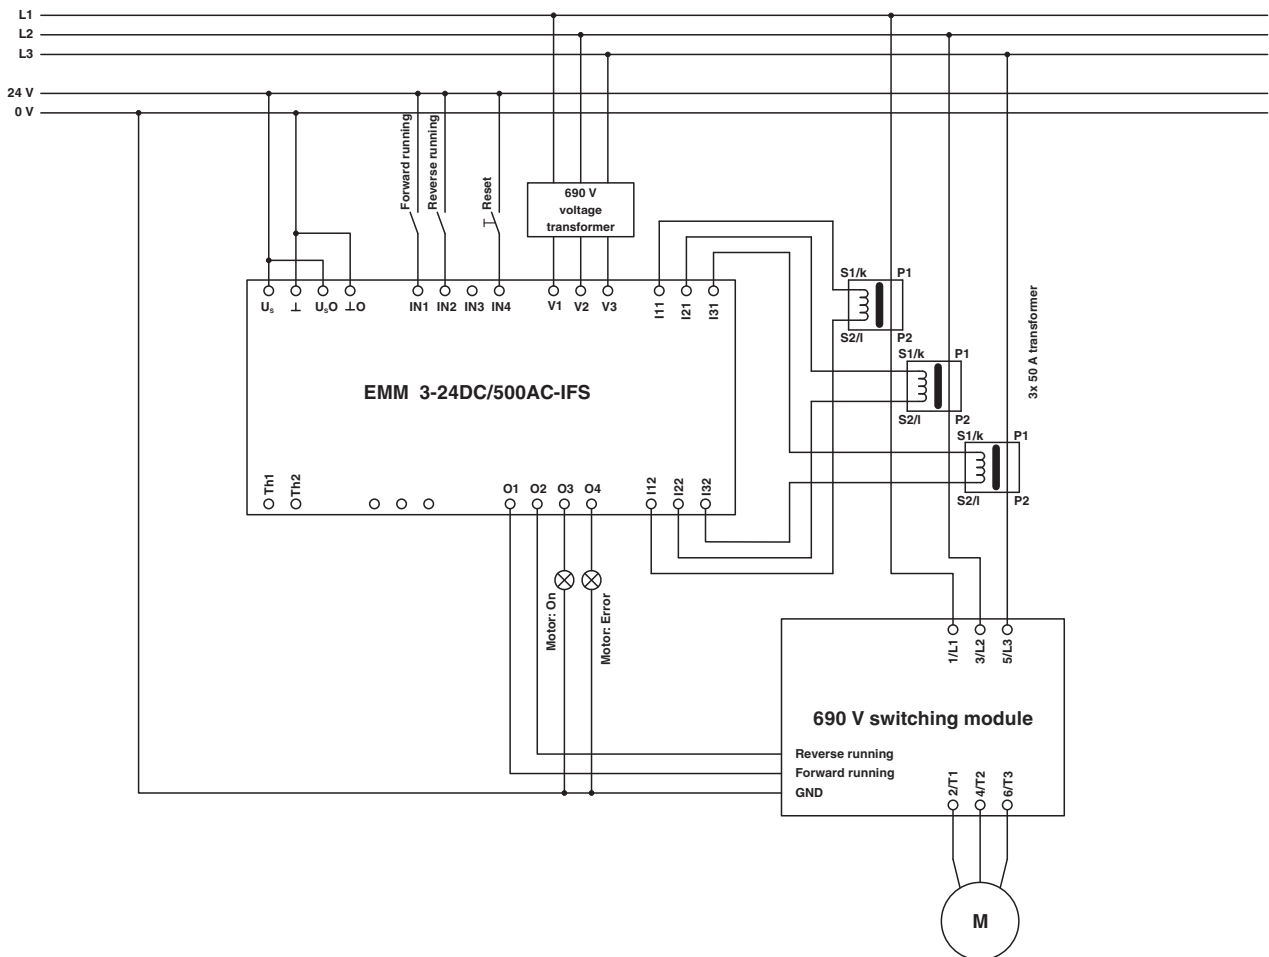 L1
L2
L3
24 V
0 V
Forward running
Reverse running
Reset
690 V
voltage
transformer
S1/k
P1
S2/l
P2
S1/k
P1
S2/l
P2
S1/k
P1
S2/l
P2
3x 50 A transformer
Us
⊥
UsO
⊥O
IN1
IN2
IN3
IN4
V1
V2
V3
I11
I21
I31
EMM 3-24DC/500AC-IFS
Th1
Th2
O1
O2
O3
O4
I12
I22
I32
Motor: On
Motor: Error
1/L1
3/L2
5/L3
690 V switching module
Reverse running
Forward running
GND
2/T1
4/T2
6/T3
M